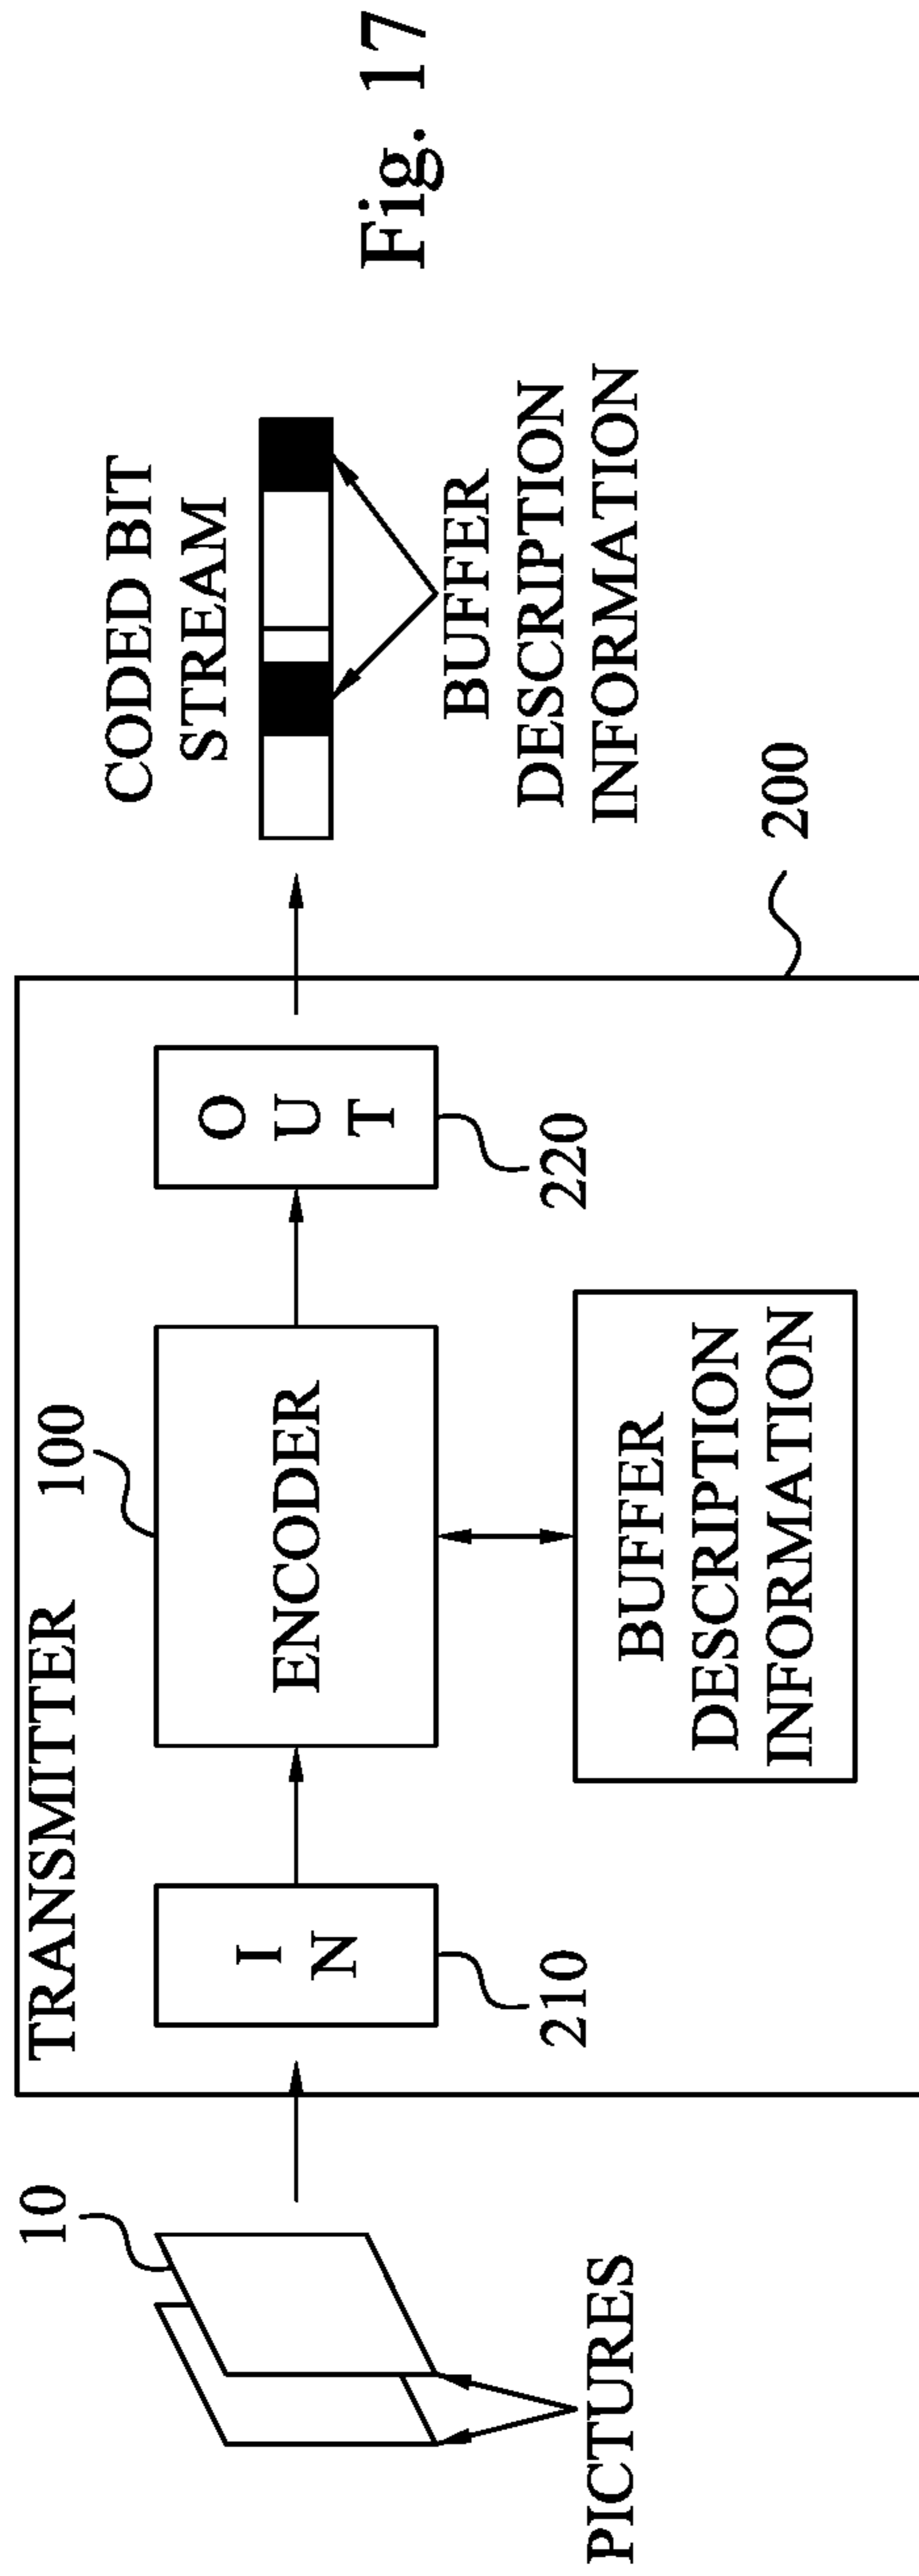 TRANSMITTER
10
PICTURES
I
N
210
100
ENCODER
BUFFER
DESCRIPTION
INFORMATION
O
U
T
220
200
CODED BIT
STREAM
BUFFER
DESCRIPTION
INFORMATION
Fig. 17